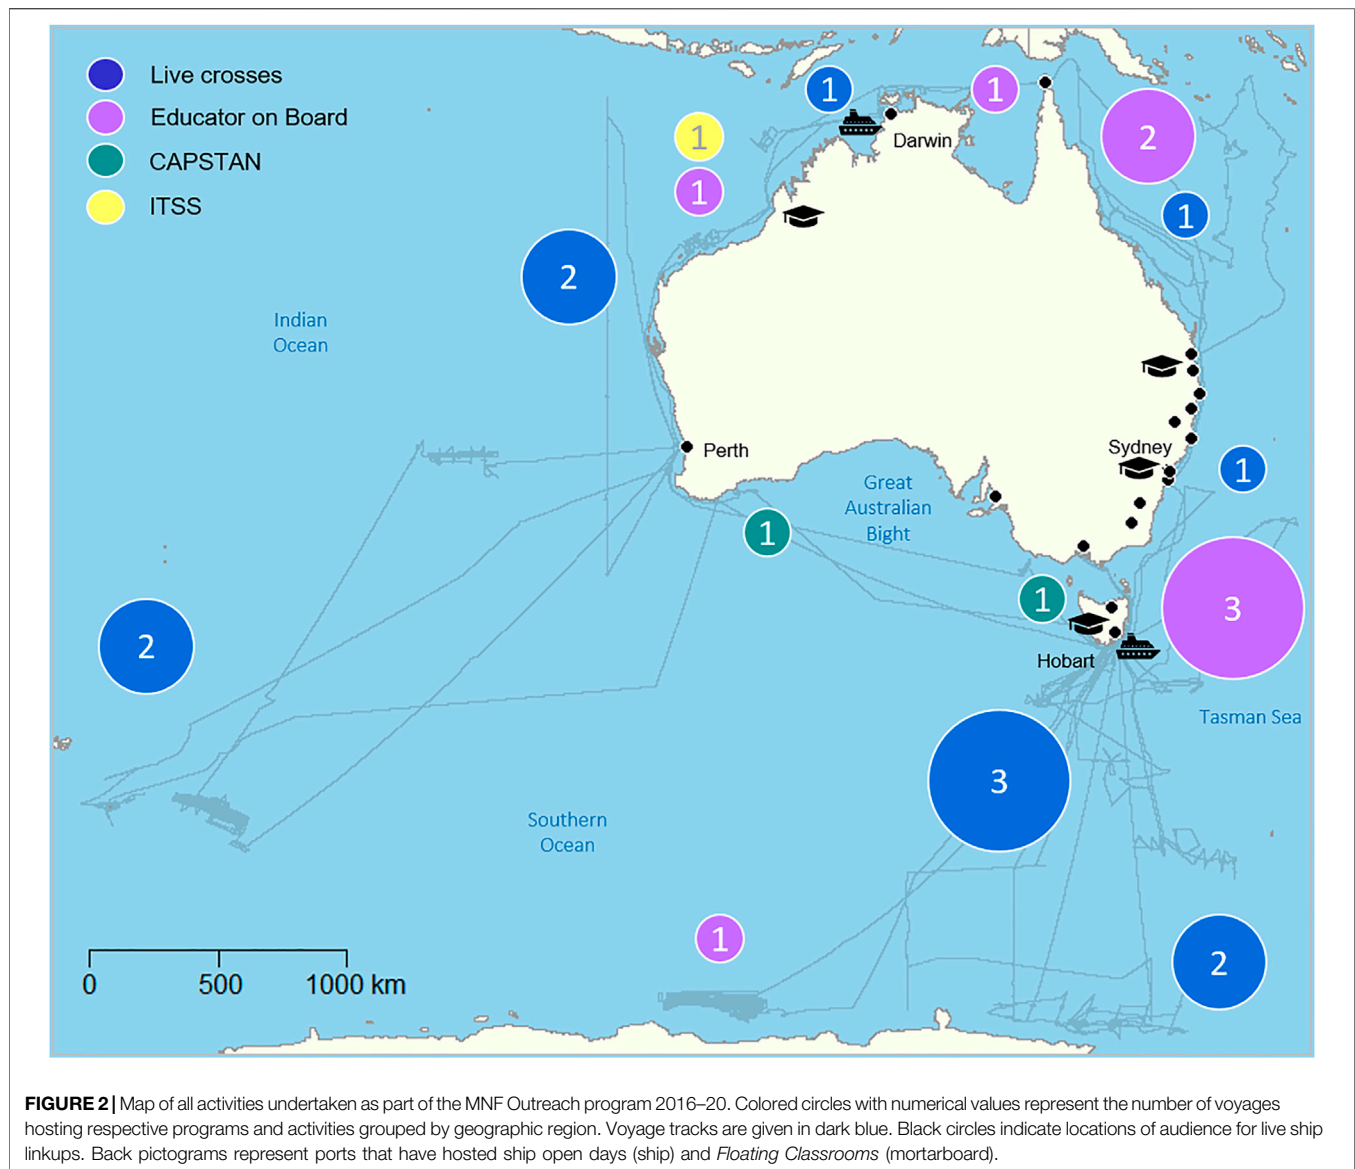 Live crosses
Educator on Board
CAPSTAN
ITSS
1
1
Darwin
1
2
1
1
2
Indian
Ocean
Perth
Sydney
1
Great
Australian
Bight
1
1
3
2
Hobart
Tasman Sea
3
Southern
Ocean
1
2
0 500 1000 km
FIGURE 2 | Map of all activities undertaken as part of the MNF Outreach program 2016–20. Colored circles with numerical values represent the number of voyages
hosting respective programs and activities grouped by geographic region. Voyage tracks are given in dark blue. Black circles indicate locations of audience for live ship
linkups. Back pictograms represent ports that have hosted ship open days (ship) and Floating Classrooms (mortarboard).